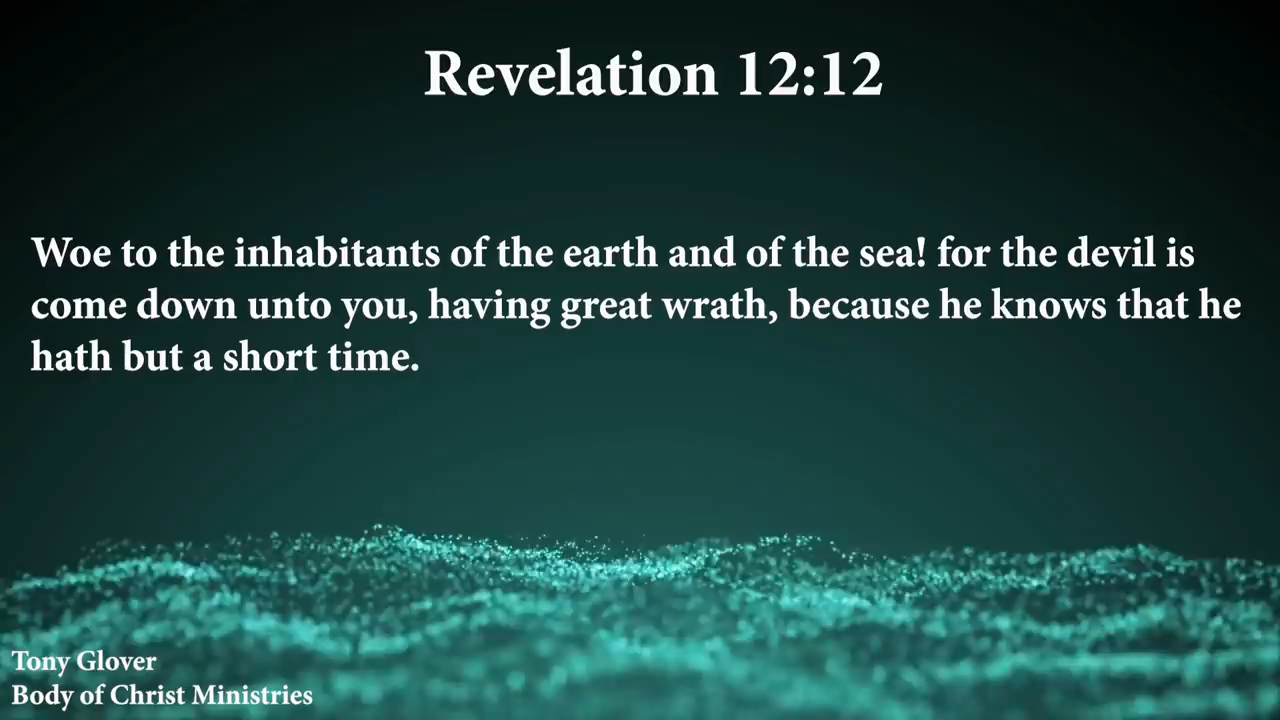 Revelation 12:12
Woe to the inhabitants of the earth and of the sea! for the devil is
come down unto you, having great wrath, because he knows that he
hath but a short time.
Tony Glover
Body of Christ Ministries